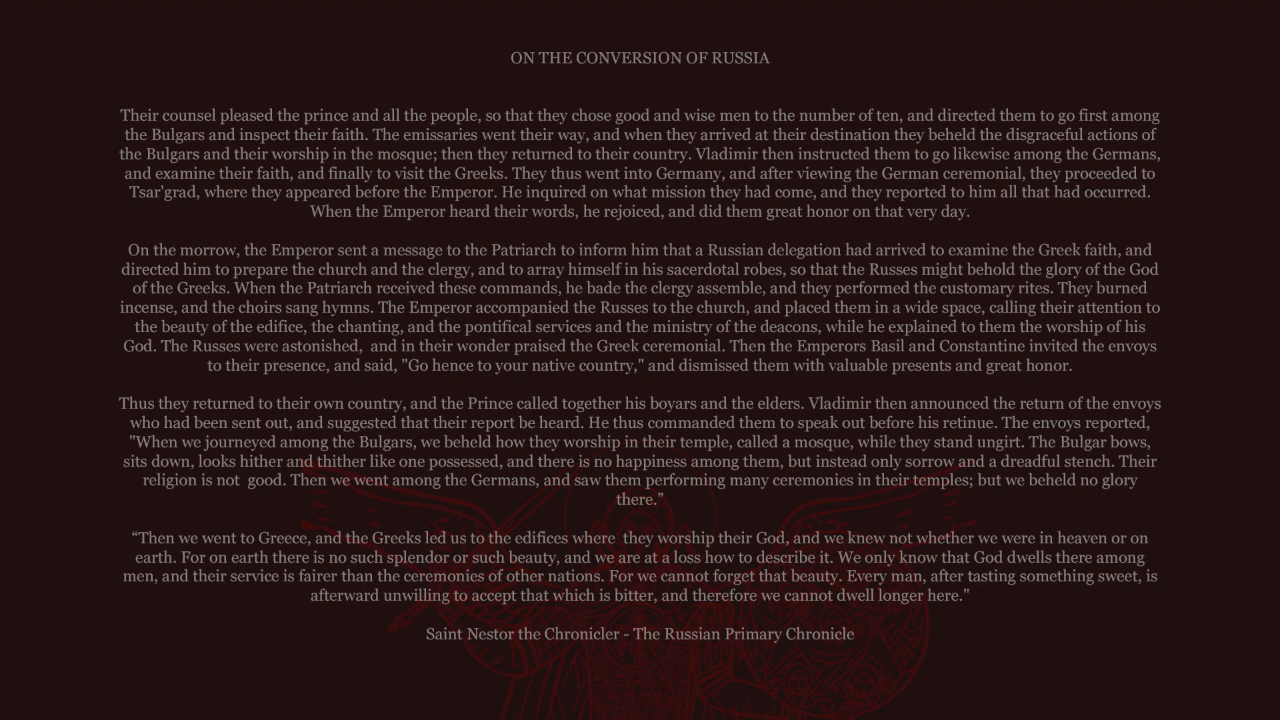 ON THE CONVERSION OF RUSSIA
Their counsel pleased the prince and all the people, so that they chose good and wise men to the number of ten, and directed them to go first among
the Bulgars and inspect their faith. The emissaries went their way, and when they arrived at their destination they beheld the disgraceful actions of
the Bulgars and their worship in the mosque; then they returned to their country. Vladimir then instructed them to go likewise among the Germans,
and examine their faith, and finally to visit the Greeks. They thus went into Germany, and after viewing the German ceremonial, they proceeded to
Tsar'grad, where they appeared before the Emperor. He inquired on what mission they had come, and they reported to him all that had occurred.
When the Emperor heard their words, he rejoiced, and did them great honor on that very day.
On the morrow, the Emperor sent a message to the Patriarch to inform him that a Russian delegation had arrived to examine the Greek faith, and
directed him to prepare the church and the clergy, and to array himself in his sacerdotal robes, so that the Russes might behold the glory of the God
of the Greeks. When the Patriarch received these commands, he bade the clergy assemble, and they performed the customary rites. They burned
incense, and the choirs sang hymns. The Emperor accompanied the Russes to the church, and placed them in a wide space, calling their attention to
the beauty of the edifice, the chanting, and the pontifical services and the ministry of the deacons, while he explained to them the worship of his
God. The Russes were astonished,  and in their wonder praised the Greek ceremonial. Then the Emperors Basil and Constantine invited the envoys
to their presence, and said, "Go hence to your native country," and dismissed them with valuable presents and great honor.
Thus they returned to their own country, and the Prince called together his boyars and the elders. Vladimir then announced the return of the envoys
who had been sent out, and suggested that their report be heard. He thus commanded them to speak out before his retinue. The envoys reported,
"When we journeyed among the Bulgars, we beheld how they worship in their temple, called a mosque, while they stand ungirt. The Bulgar bows,
sits down, looks hither and thither like one possessed, and there is no happiness among them, but instead only sorrow and a dreadful stench. Their
religion is not  good. Then we went among the Germans, and saw them performing many ceremonies in their temples; but we beheld no glory
there.”
“Then we went to Greece, and the Greeks led us to the edifices where  they worship their God, and we knew not whether we were in heaven or on
earth. For on earth there is no such splendor or such beauty, and we are at a loss how to describe it. We only know that God dwells there among
men, and their service is fairer than the ceremonies of other nations. For we cannot forget that beauty. Every man, after tasting something sweet, is
afterward unwilling to accept that which is bitter, and therefore we cannot dwell longer here."
Saint Nestor the Chronicler - The Russian Primary Chronicle